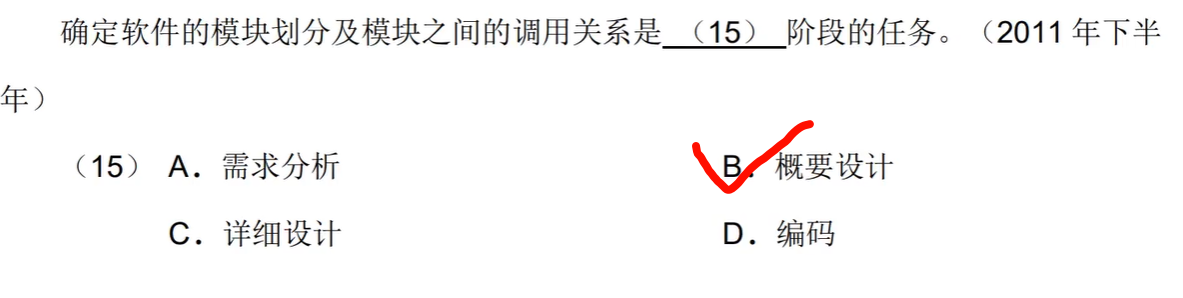 确定软件的模块划分及模块之间的调用关系是 （15） 阶段的任务。（2011 年下半
年）
（15） A．需求分析 B．概要设计
C．详细设计 D．编码